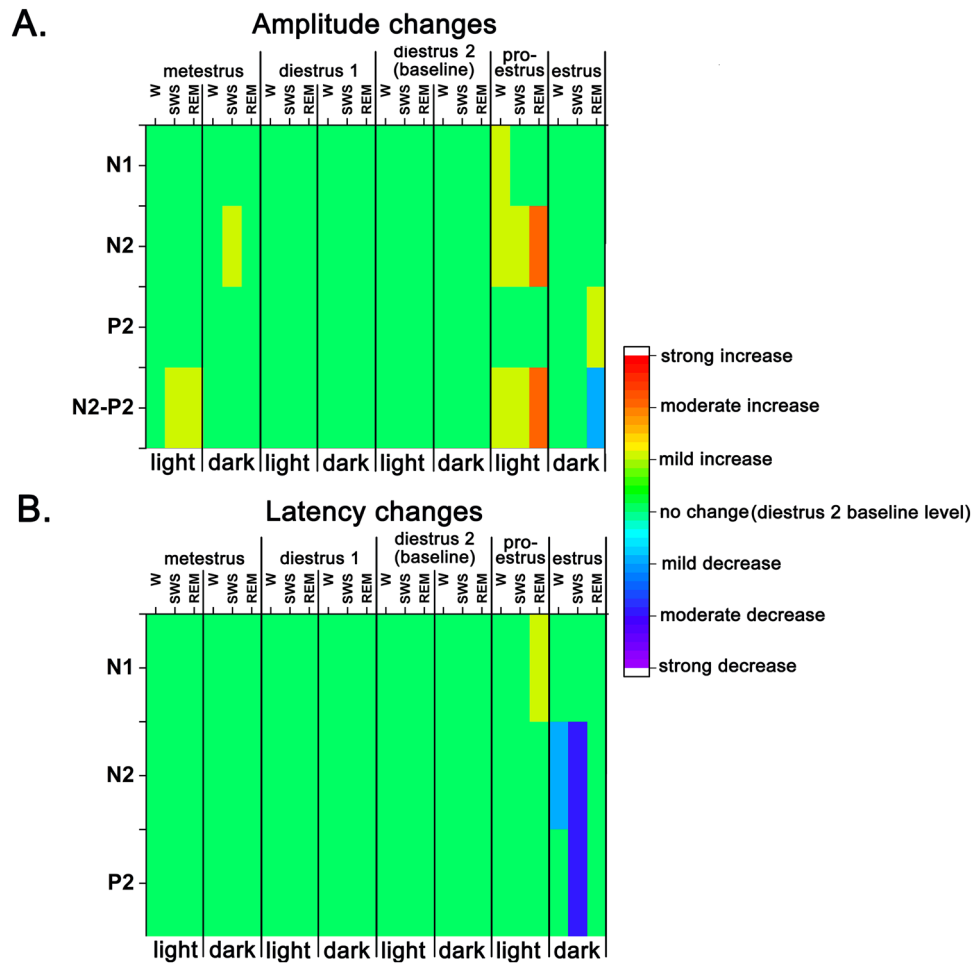 A.
Amplitude changes
metestrus
diestrus 1
diestrus 2
(baseline)
pro-
estrus
estrus
W SWS REM W SWS REM W SWS REM W SWS REM W SWS REM W SWS REM W SWS REM W SWS REM
N1
N2
P2
N2-P2
light dark light dark light dark light dark
strong increase
moderate increase
mild increase
no change (diestrus 2 baseline level)
mild decrease
moderate decrease
strong decrease
B.
Latency changes
metestrus
diestrus 1
diestrus 2
(baseline)
pro-
estrus
estrus
W SWS REM W SWS REM W SWS REM W SWS REM W SWS REM W SWS REM W SWS REM W SWS REM
N1
N2
P2
light dark light dark light dark light dark